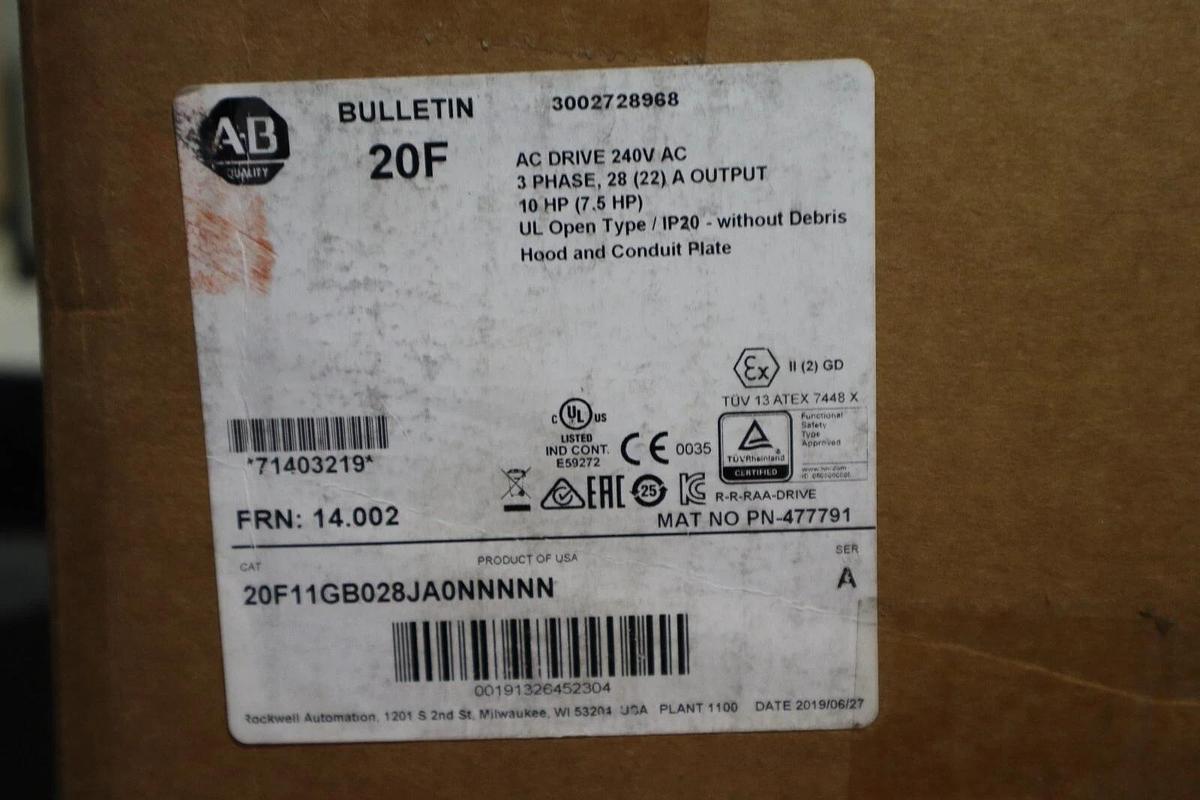 A·B
QUALITY
BULLETIN
20F
3002728968
AC DRIVE 240V AC
3 PHASE, 28 (22) A OUTPUT
10 HP (7.5 HP)
UL Open Type / IP20 - without Debris
Hood and Conduit Plate
Ex II (2) GD
TÜV 13 ATEX 7448 X
C UL US
LISTED
IND CONT.
E59272
CE 0035
TÜVRheinland
CERTIFIED
Functional
Safety
Type
Approved
*71403219*
EAC
25
R-R-RAA-DRIVE
FRN: 14.002
MAT NO PN-477791
CAT
PRODUCT OF USA
SER
20F11GB028JA0NNNNN
A
00191326452304
Rockwell Automation, 1201 S 2nd St, Milwaukee, WI 53204 USA PLANT 1100 DATE 2019/06/27